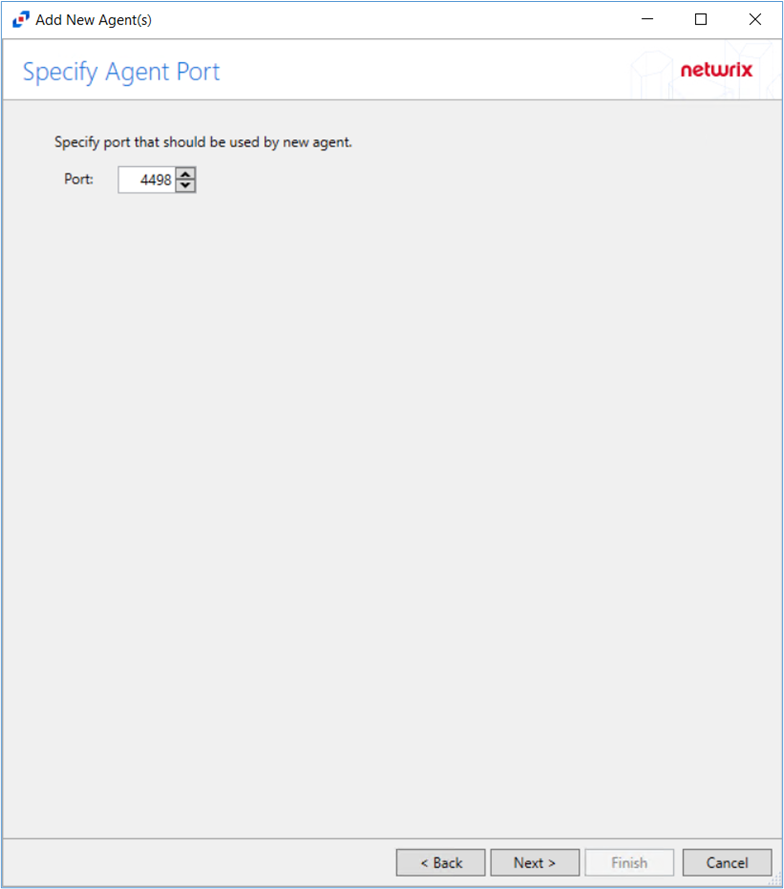 Add New Agent(s)
Specify Agent Port
netwrix
Specify port that should be used by new agent.
Port: 4498
< Back Next > Finish Cancel